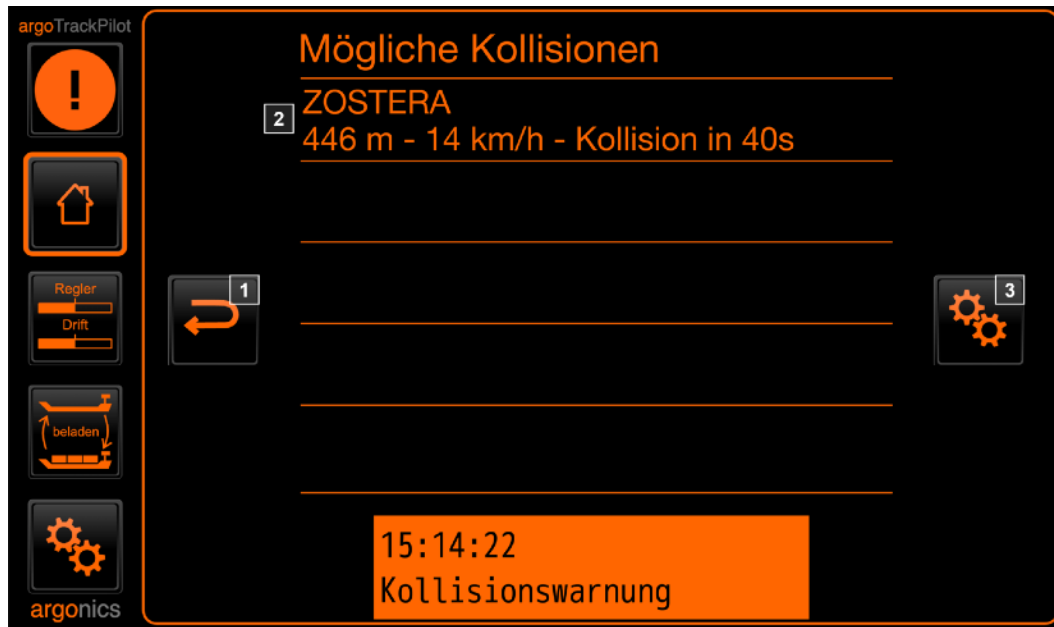 argoTrackPilot
!
Regler
Drift
beladen
argonics
Mögliche Kollisionen
2
ZOSTERA
446 m - 14 km/h - Kollision in 40s
1
3
15:14:22
Kollisionswarnung